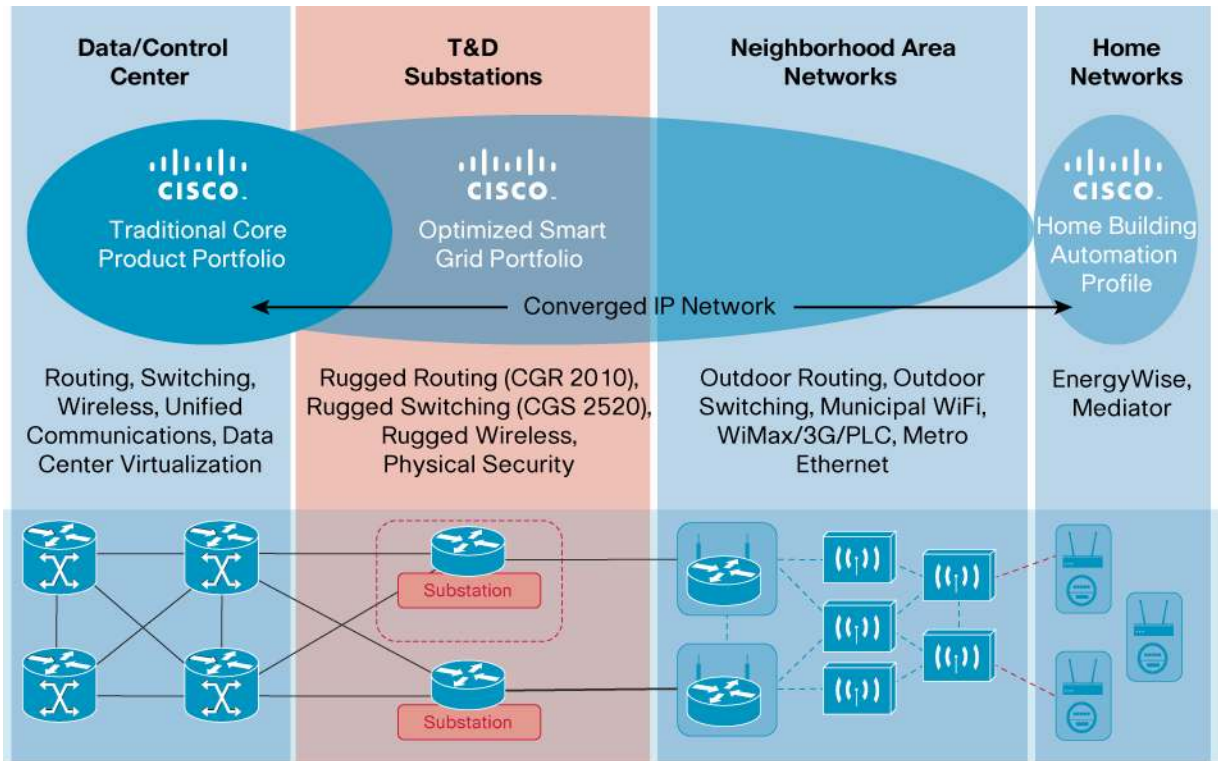 Data/Control
Center
T&D
Substations
Neighborhood Area
Networks
Home
Networks
CISCO™
Traditional Core
Product Portfolio
CISCO™
Optimized Smart
Grid Portfolio
CISCO™
Home Building
Automation
Profile
Converged IP Network
Routing, Switching,
Wireless, Unified
Communications, Data
Center Virtualization
Rugged Routing (CGR 2010),
Rugged Switching (CGS 2520),
Rugged Wireless,
Physical Security
Outdoor Routing, Outdoor
Switching, Municipal WiFi,
WiMax/3G/PLC, Metro
Ethernet
EnergyWise,
Mediator
Substation
Substation